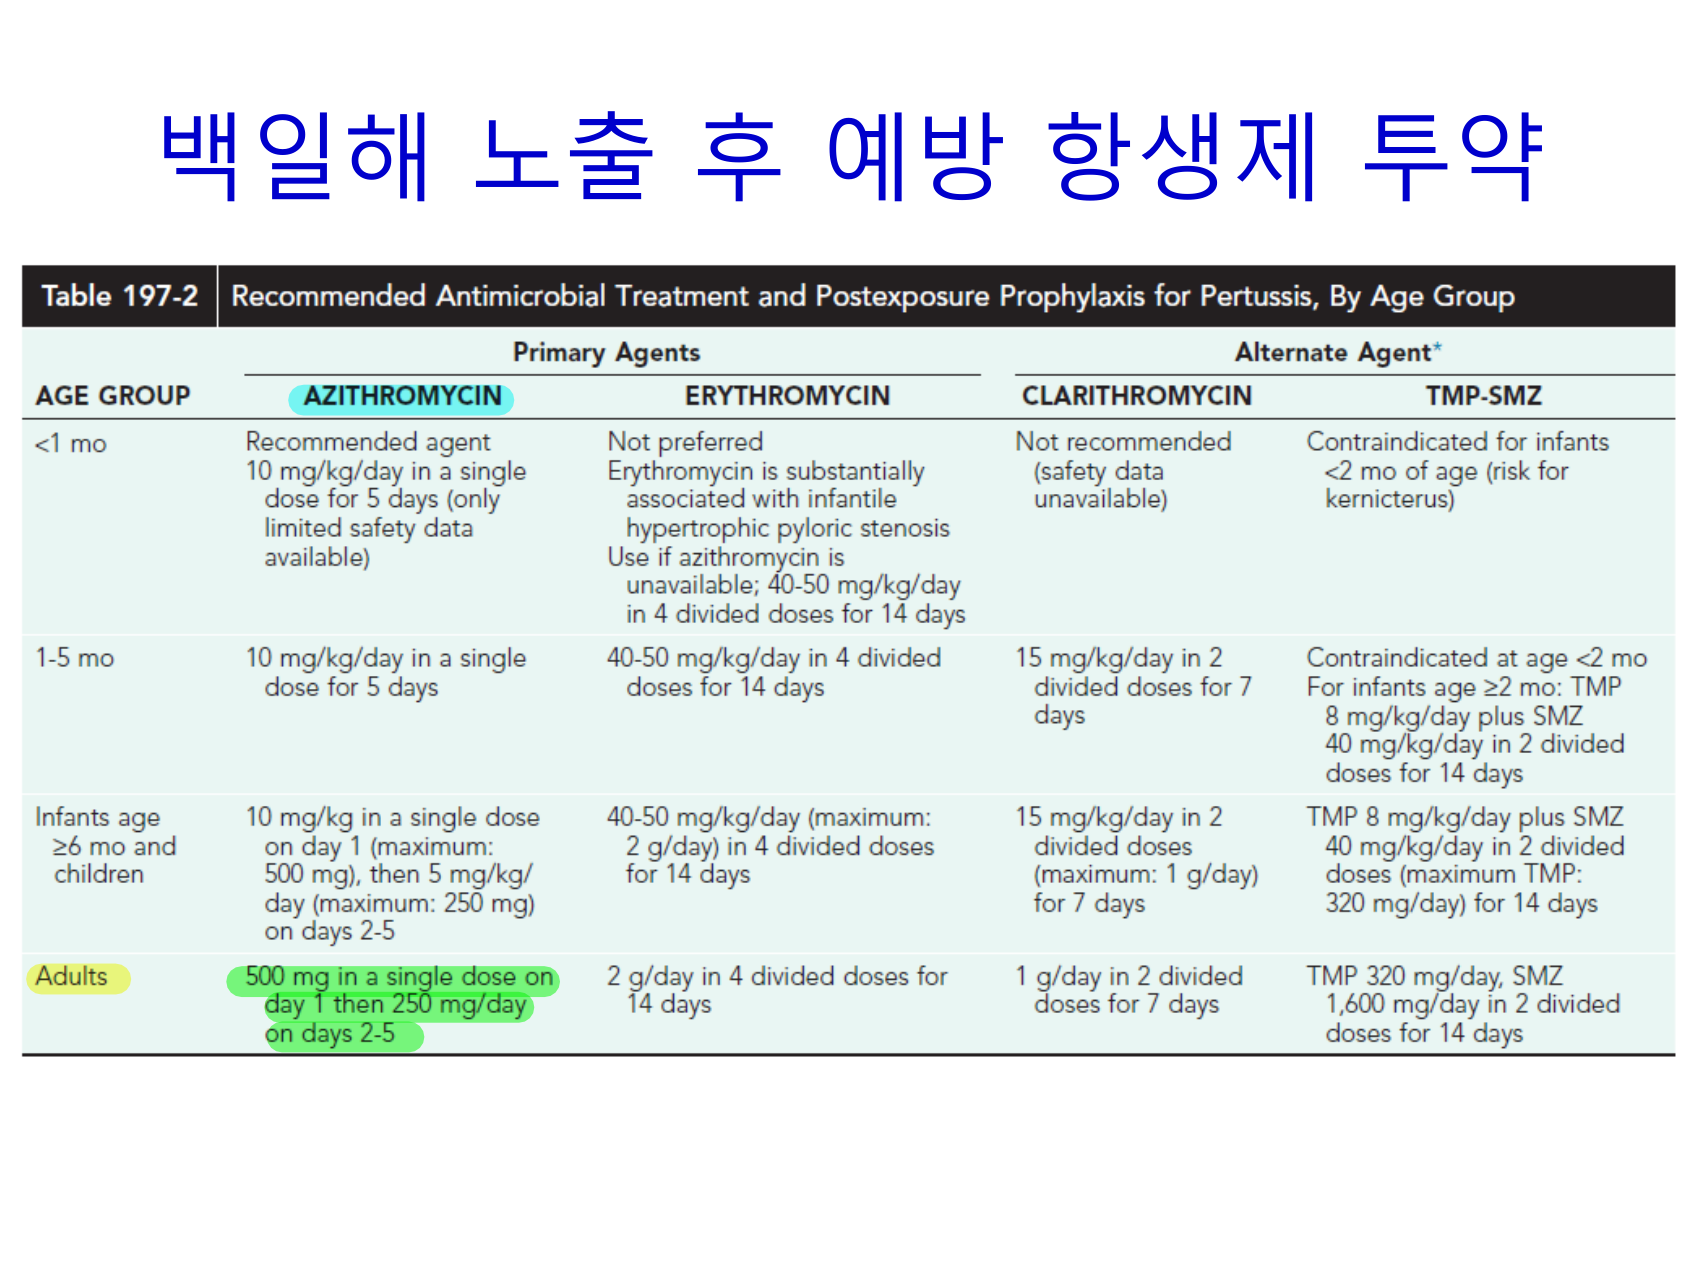 백일해 노출 후 예방 항생제 투약
Table 197-2 Recommended Antimicrobial Treatment and Postexposure Prophylaxis for Pertussis, By Age Group
Primary Agents Alternate Agent*
AGE GROUP AZITHROMYCIN ERYTHROMYCIN CLARITHROMYCIN TMP-SMZ
<1 mo
Recommended agent
10 mg/kg/day in a single
dose for 5 days (only
limited safety data
available)
Not preferred
Erythromycin is substantially
associated with infantile
hypertrophic pyloric stenosis
Use if azithromycin is
unavailable; 40-50 mg/kg/day
in 4 divided doses for 14 days
Not recommended
(safety data
unavailable)
Contraindicated for infants
<2 mo of age (risk for
kernicterus)
1-5 mo
10 mg/kg/day in a single
dose for 5 days
40-50 mg/kg/day in 4 divided
doses for 14 days
15 mg/kg/day in 2
divided doses for 7
days
Contraindicated at age <2 mo
For infants age ≥2 mo: TMP
8 mg/kg/day plus SMZ
40 mg/kg/day in 2 divided
doses for 14 days
Infants age
≥6 mo and
children
10 mg/kg in a single dose
on day 1 (maximum:
500 mg), then 5 mg/kg/
day (maximum: 250 mg)
on days 2-5
40-50 mg/kg/day (maximum:
2 g/day) in 4 divided doses
for 14 days
15 mg/kg/day in 2
divided doses
(maximum: 1 g/day)
for 7 days
TMP 8 mg/kg/day plus SMZ
40 mg/kg/day in 2 divided
doses (maximum TMP:
320 mg/day) for 14 days
Adults
500 mg in a single dose on
day 1 then 250 mg/day
on days 2-5
2 g/day in 4 divided doses for
14 days
1 g/day in 2 divided
doses for 7 days
TMP 320 mg/day, SMZ
1,600 mg/day in 2 divided
doses for 14 days